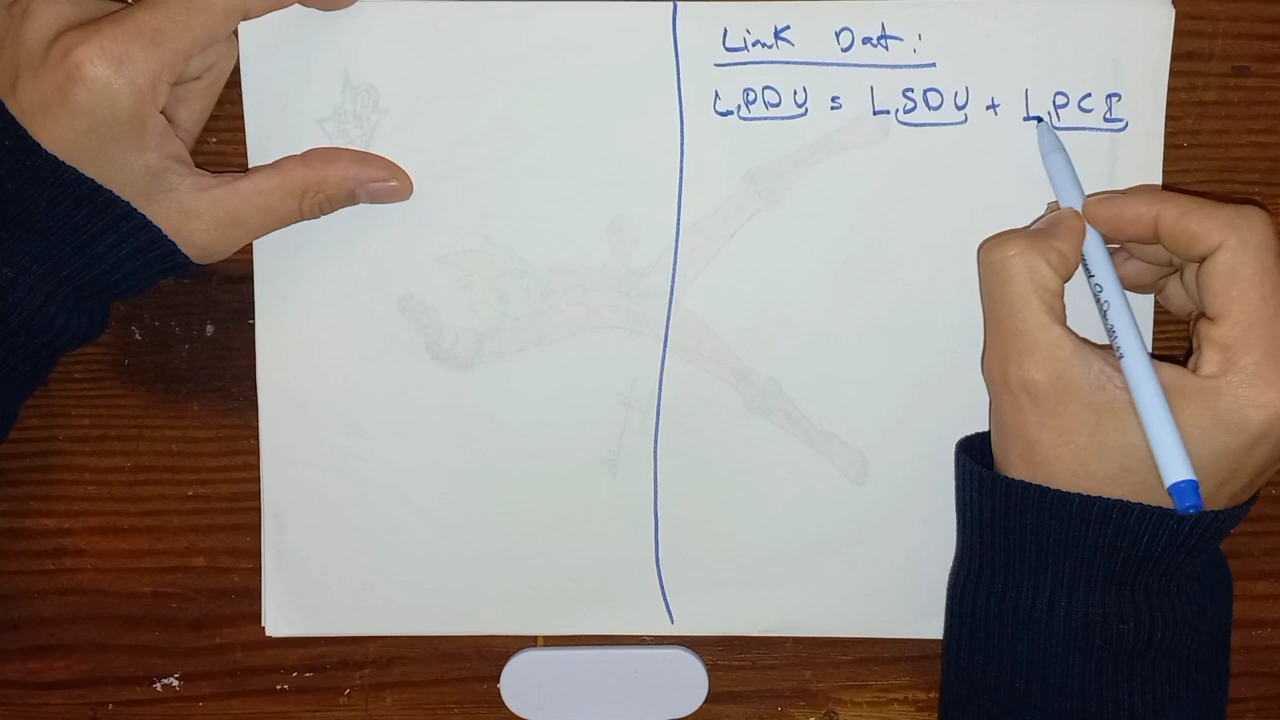 Link Dat:
LPDU = LSDU + LPCI